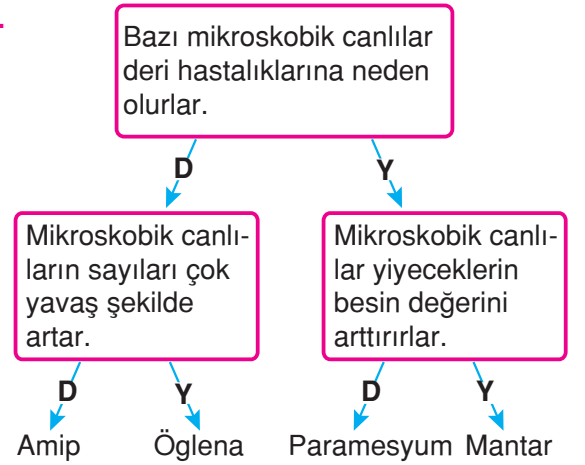 Bazı mikroskobik canlılar
deri hastalıklarına neden
olurlar.
D
Y
Mikroskobik canlı-
ların sayıları çok
yavaş şekilde
artar.
Mikroskobik canlı-
lar yiyeceklerin
besin değerini
arttırırlar.
D
Y
D
Y
Amip
Öglena
Paramesyum
Mantar